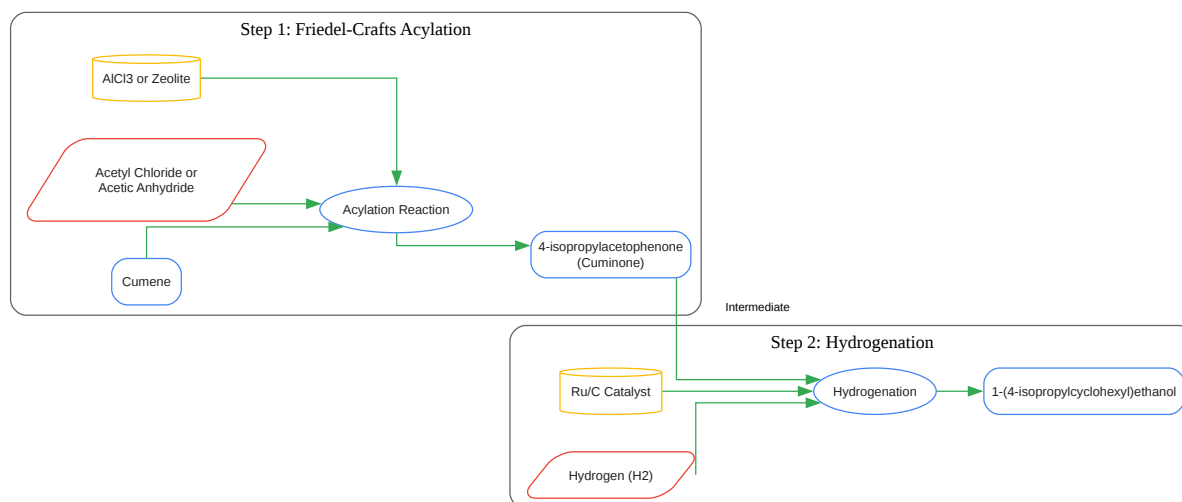 Step 1: Friedel-Crafts Acylation
AlCl3 or Zeolite
Acetyl Chloride or
Acetic Anhydride
Acylation Reaction
Cumene
4-isopropylacetophenone
(Cuminone)
Intermediate
Step 2: Hydrogenation
Ru/C Catalyst
Hydrogenation
1-(4-isopropylcyclohexyl)ethanol
Hydrogen (H2)